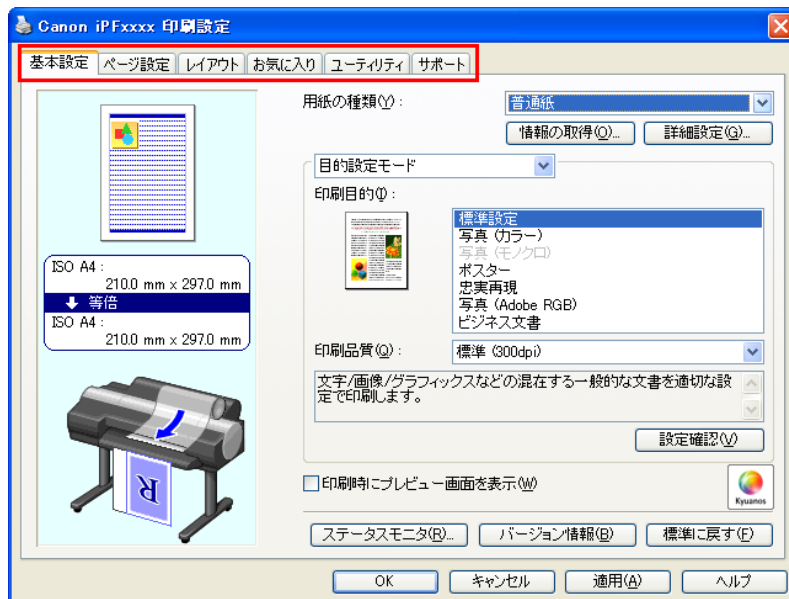 Canon iPFxxxx 印刷設定
基本設定 ページ設定 レイアウト お気に入り ユーティリティ サポート
用紙の種類(Y) : 普通紙
情報の取得(O)... 詳細設定(G)...
目的設定モード
印刷目的(I) :
標準設定
写真 (カラー)
写真 (モノクロ)
ポスター
忠実再現
写真 (Adobe RGB)
ビジネス文書
ISO A4 :
210.0 mm x 297.0 mm
等倍
ISO A4 :
210.0 mm x 297.0 mm
印刷品質(Q) : 標準 (300dpi)
文字/画像/グラフィックスなどの混在する一般的な文書を適切な設
定で印刷します。
設定確認(V)
R
印刷時にプレビュー画面を表示(W)
Kyuanos
ステータスモニタ(R)... バージョン情報(B) 標準に戻す(F)
OK キャンセル 適用(A) ヘルプ